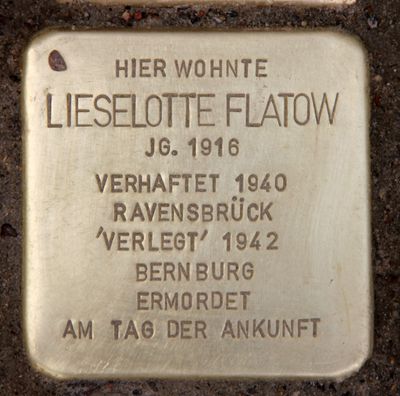 HIER WOHNTE
LIESELOTTE FLATOW
JG. 1916
VERHAFTET 1940
RAVENSBRÜCK
'VERLEGT' 1942
BERNBURG
ERMORDET
AM TAG DER ANKUNFT